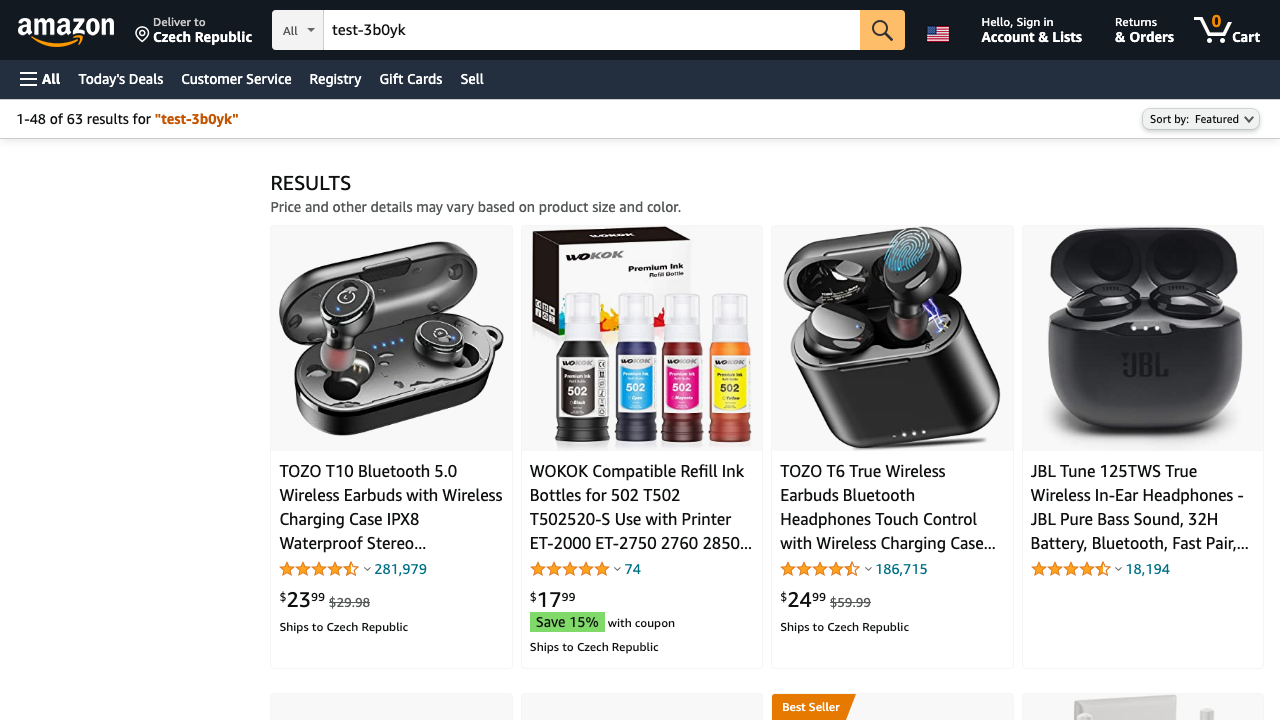 amazon
Deliver to
Czech Republic
All
test-3b0yk
Hello, Sign in
Account & Lists
Returns
& Orders
0
Cart
All
Today's Deals
Customer Service
Registry
Gift Cards
Sell
1-48 of 63 results for "test-3b0yk"
Sort by: Featured
RESULTS
Price and other details may vary based on product size and color.
WOKOK
WOKOK
Premium Ink
Refill Bottle
WOKOK
Premium Ink
502
Black
WOKOK
Premium Ink
502
Cyan
WOKOK
Premium Ink
502
Magenta
WOKOK
Premium Ink
502
Yellow
JBL
TOZO T10 Bluetooth 5.0
Wireless Earbuds with Wireless
Charging Case IPX8
Waterproof Stereo...
281,979
$23.99 $29.98
Ships to Czech Republic
WOKOK Compatible Refill Ink
Bottles for 502 T502
T502520-S Use with Printer
ET-2000 ET-2750 2760 2850...
74
$17.99
Save 15% with coupon
Ships to Czech Republic
TOZO T6 True Wireless
Earbuds Bluetooth
Headphones Touch Control
with Wireless Charging Case...
186,715
$24.99 $59.99
Ships to Czech Republic
JBL Tune 125TWS True
Wireless In-Ear Headphones -
JBL Pure Bass Sound, 32H
Battery, Bluetooth, Fast Pair,...
18,194
Best Seller